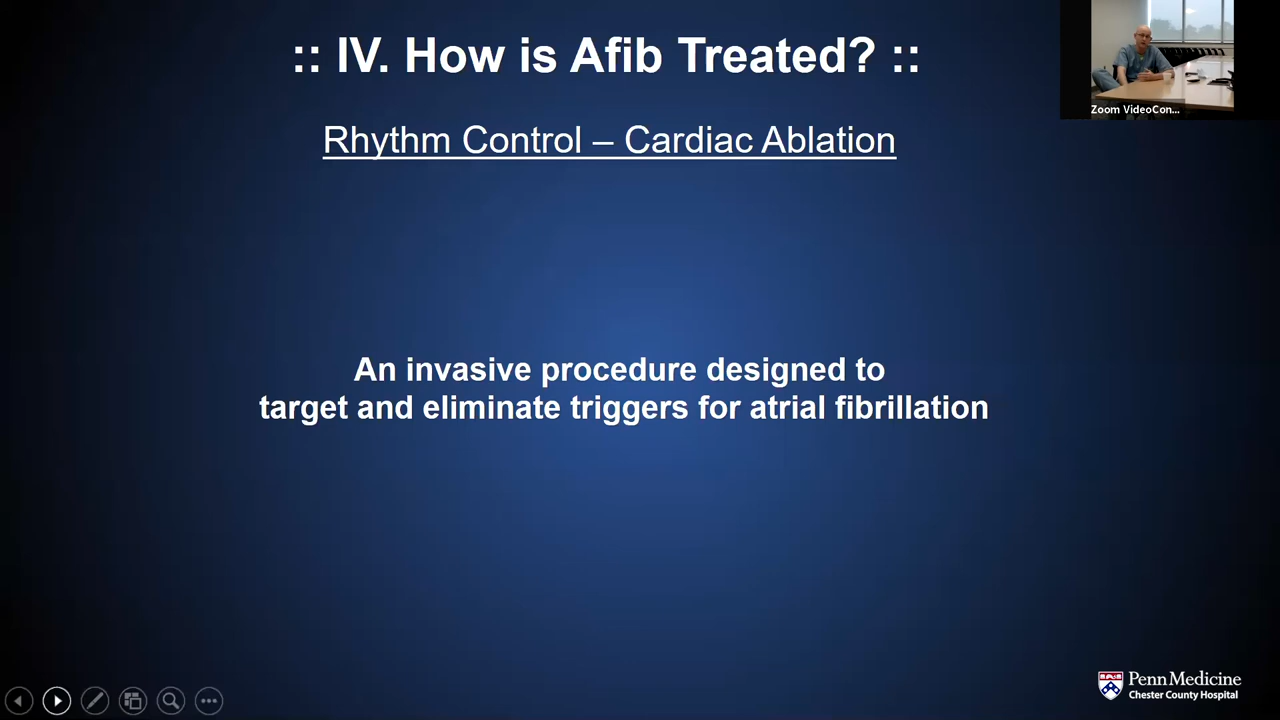 :: IV. How is Afib Treated? ::
Rhythm Control – Cardiac Ablation
An invasive procedure designed to
target and eliminate triggers for atrial fibrillation
Zoom VideoCon...
Penn Medicine
Chester County Hospital